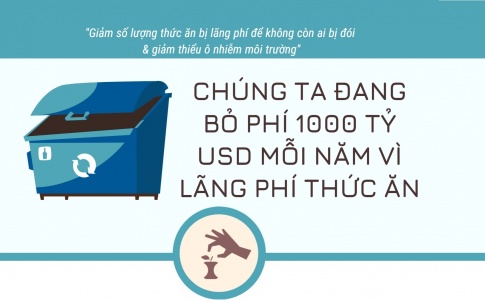 "Giảm số lượng thức ăn bị lãng phí để không còn ai bị đói
& giảm thiểu ô nhiễm môi trường"
CHÚNG TA ĐANG
BỎ PHÍ 1000 TỶ
USD MỖI NĂM VÌ
LÃNG PHÍ THỨC ĂN